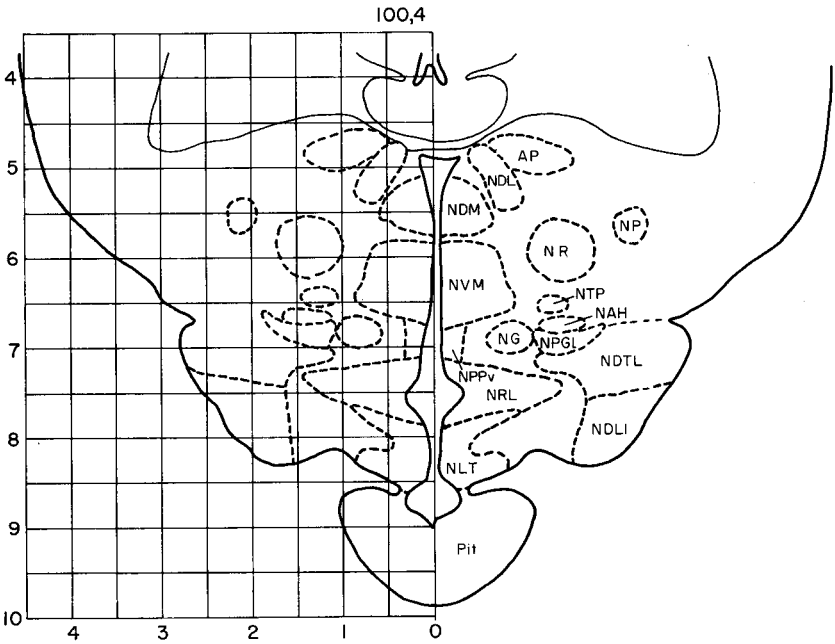 100,4
4
AP
5
NDL
NDM
NP
NR
6
NVM
NTP
NAH
NG
NPGl
7
NDTL
NPPv
NRL
NDLI
8
NLT
9
Pit
10
4 3 2 1 0